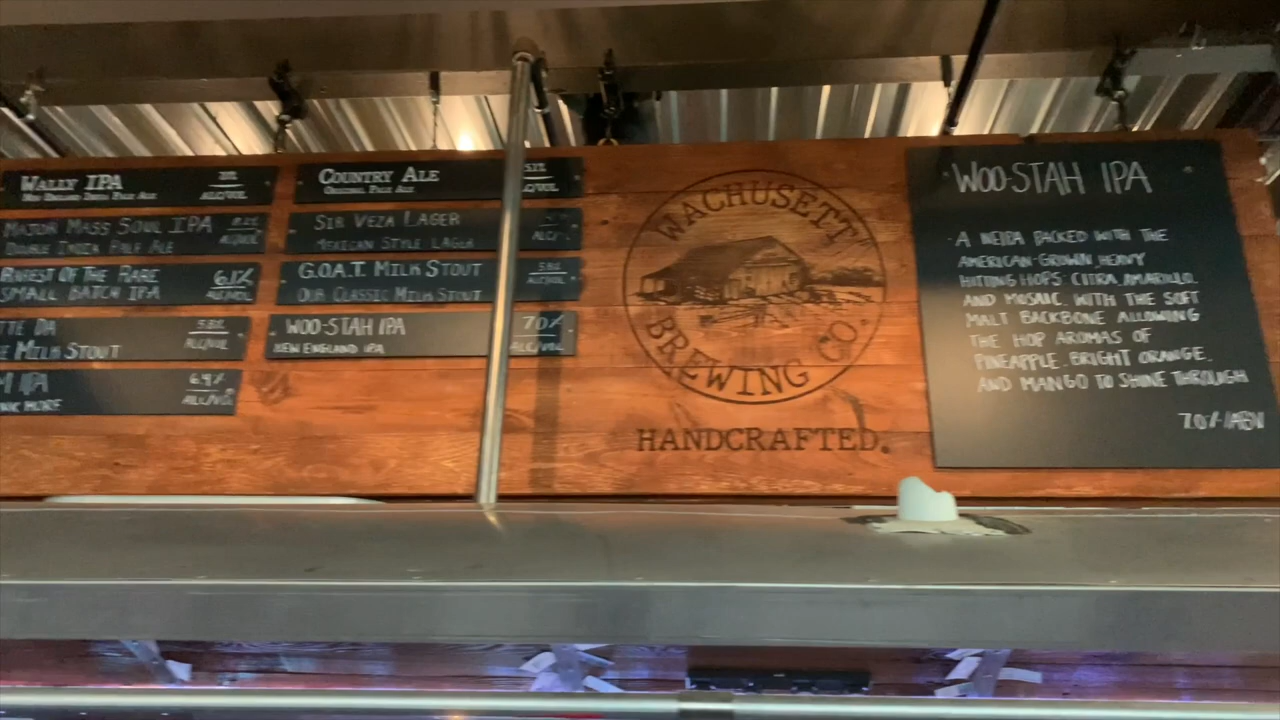 WALLY IPA
NEW ENGLAND INDIA PALE ALE
ALC/VOL
MAJOR MASS SOUL IPA
DOUBLE INDIA PALE ALE
ALC/VOL
OF THE RARE
SMALL BATCH IPA
6.1%
ALC/VOL
TTE DA
E MILK STOUT
5.8%
ALC/VOL
M IPA
MORE
6.4%
ALC/VOL
COUNTRY ALE
ORIGINAL PALE ALE
5.1%
ALC/VOL
SIR VEZA LAGER
MEXICAN STYLE LAGER
ALC/
G.O.A.T. MILK STOUT
OUR CLASSIC MILK STOUT
5.8%
ALC/VOL
WOO-STAH IPA
NEW ENGLAND IPA
7.0%
ALC/VOL
WACHUSETT
BREWING CO.
HANDCRAFTED.
WOO-STAH IPA
A NEIPA PACKED WITH THE
AMERICAN-GROWN, HEAVY
HITTING HOPS: CITRA, AMARILLO,
AND MOSAIC. WITH THE SOFT
MALT BACKBONE ALLOWING
THE HOP AROMAS OF
PINEAPPLE, BRIGHT ORANGE,
AND MANGO TO SHINE THROUGH
7.0% ABV